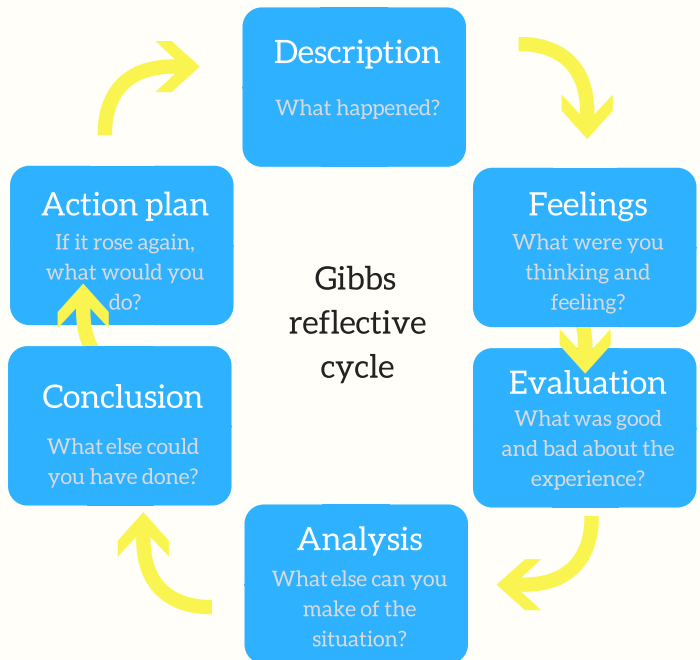 Description
What happened?
Feelings
What were you
thinking and
feeling?
Evaluation
What was good
and bad about the
experience?
Analysis
What else can you
make of the
situation?
Conclusion
What else could
you have done?
Action plan
If it rose again,
what would you
do?
Gibbs
reflective
cycle